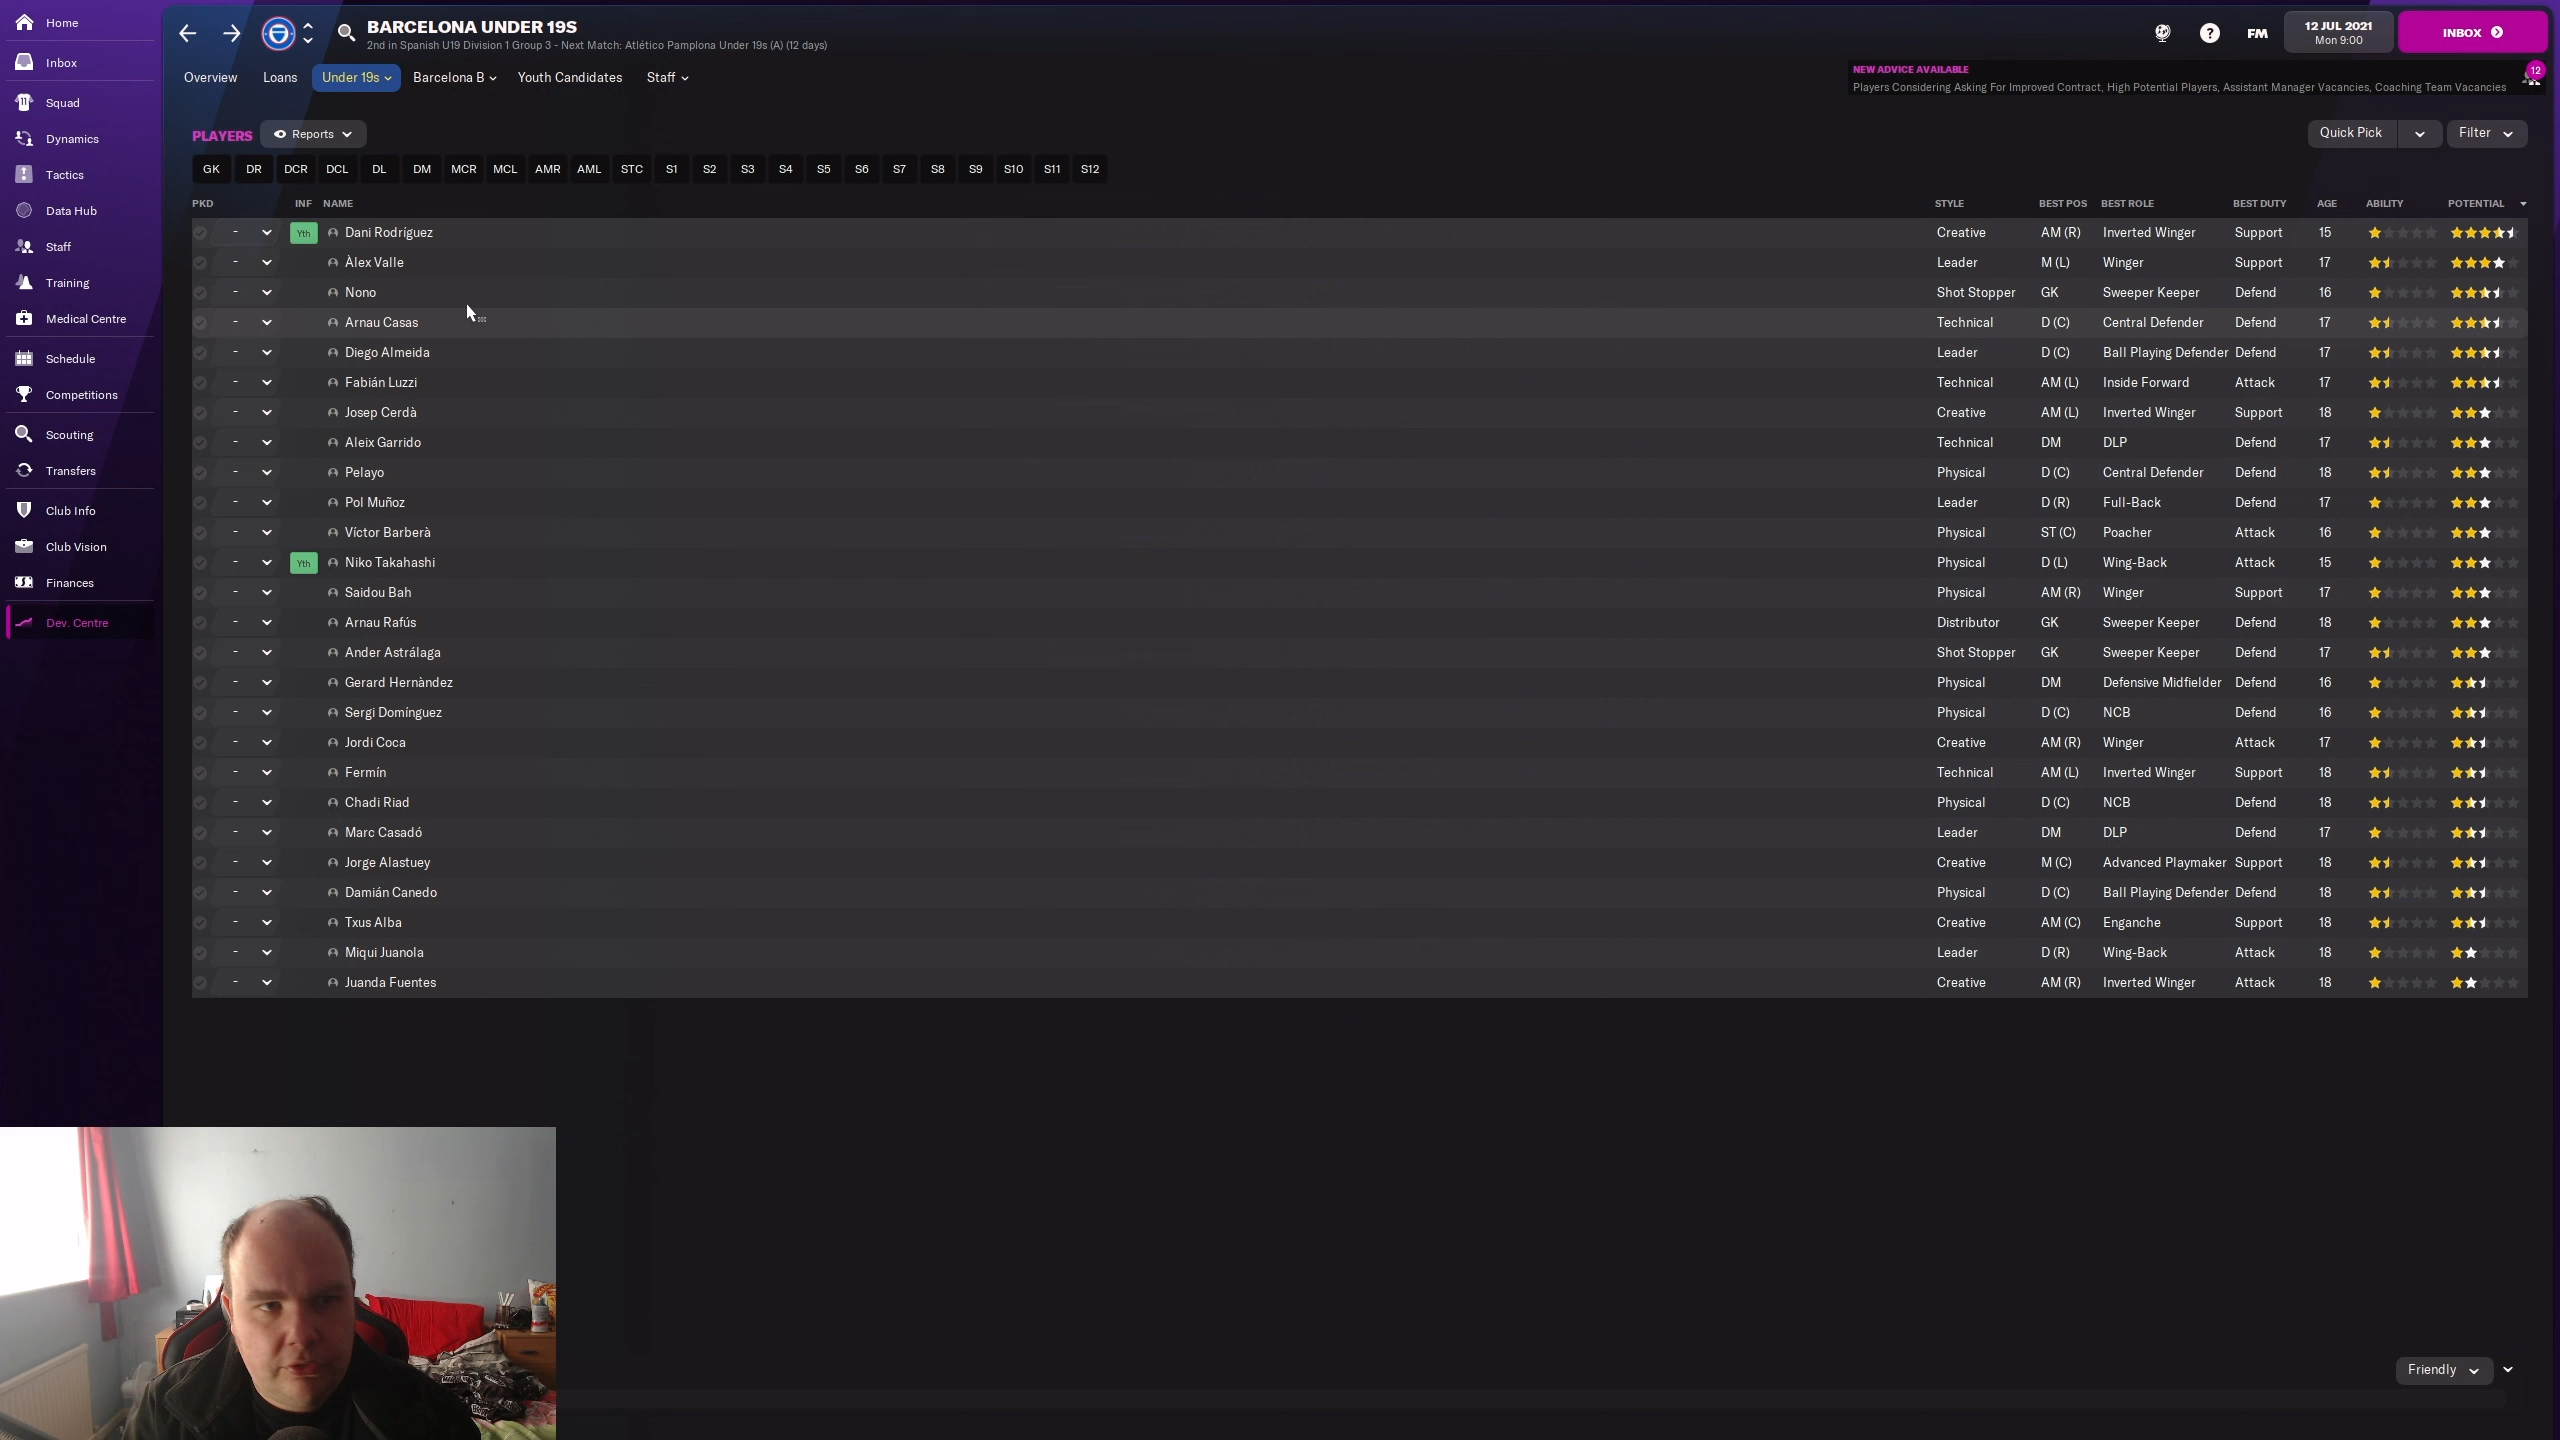 Home
Inbox
Squad
Dynamics
Tactics
Data Hub
Staff
Training
Medical Centre
Schedule
Competitions
Scouting
Transfers
Club Info
Club Vision
Finances
Dev. Centre
BARCELONA UNDER 19S
2nd in Spanish U19 Division 1 Group 3 - Next Match: Atlético Pamplona Under 19s (A) (12 days)
? FM 12 JUL 2021 INBOX
Mon 9:00
Overview Loans Under 19s Barcelona B Youth Candidates Staff
NEW ADVICE AVAILABLE 12
Players Considering Asking For Improved Contract, High Potential Players, Assistant Manager Vacancies, Coaching Team Vacancies
PLAYERS Reports Quick Pick Filter
GK DR DCR DCL DL DM MCR MCL AMR AML STC S1 S2 S3 S4 S5 S6 S7 S8 S9 S10 S11 S12
PKD INF NAME STYLE BEST POS BEST ROLE BEST DUTY AGE ABILITY POTENTIAL
- Yth Dani Rodríguez Creative AM (R) Inverted Winger Support 15
- Àlex Valle Leader M (L) Winger Support 17
- Nono Shot Stopper GK Sweeper Keeper Defend 16
- Arnau Casas Technical D (C) Central Defender Defend 17
- Diego Almeida Leader D (C) Ball Playing Defender Defend 17
- Fabián Luzzi Technical AM (L) Inside Forward Attack 17
- Josep Cerdà Creative AM (L) Inverted Winger Support 18
- Aleix Garrido Technical DM DLP Defend 17
- Pelayo Physical D (C) Central Defender Defend 18
- Pol Muñoz Leader D (R) Full-Back Defend 17
- Víctor Barberà Physical ST (C) Poacher Attack 16
- Yth Niko Takahashi Physical D (L) Wing-Back Attack 15
- Saidou Bah Physical AM (R) Winger Support 17
- Arnau Rafús Distributor GK Sweeper Keeper Defend 18
- Ander Astrálaga Shot Stopper GK Sweeper Keeper Defend 17
- Gerard Hernàndez Physical DM Defensive Midfielder Defend 16
- Sergi Domínguez Physical D (C) NCB Defend 16
- Jordi Coca Creative AM (R) Winger Attack 17
- Fermín Technical AM (L) Inverted Winger Support 18
- Chadi Riad Physical D (C) NCB Defend 18
- Marc Casadó Leader DM DLP Defend 17
- Jorge Alastuey Creative M (C) Advanced Playmaker Support 18
- Damián Canedo Physical D (C) Ball Playing Defender Defend 18
- Txus Alba Creative AM (C) Enganche Support 18
- Miqui Juanola Leader D (R) Wing-Back Attack 18
- Juanda Fuentes Creative AM (R) Inverted Winger Attack 18
Friendly